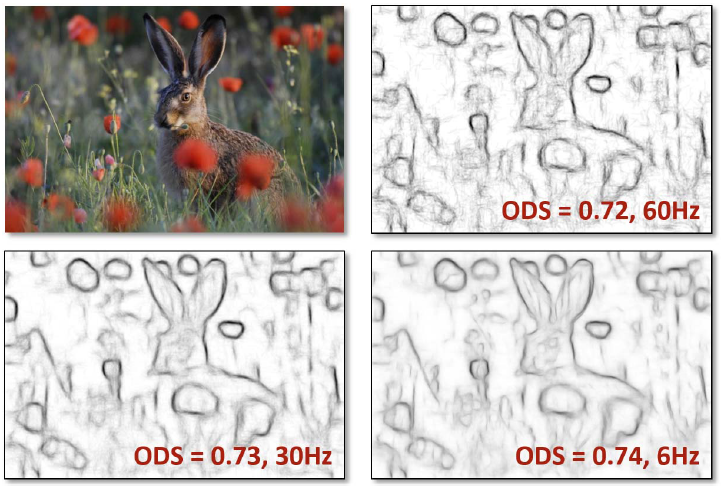 ODS = 0.72, 60Hz
ODS = 0.73, 30Hz
ODS = 0.74, 6Hz